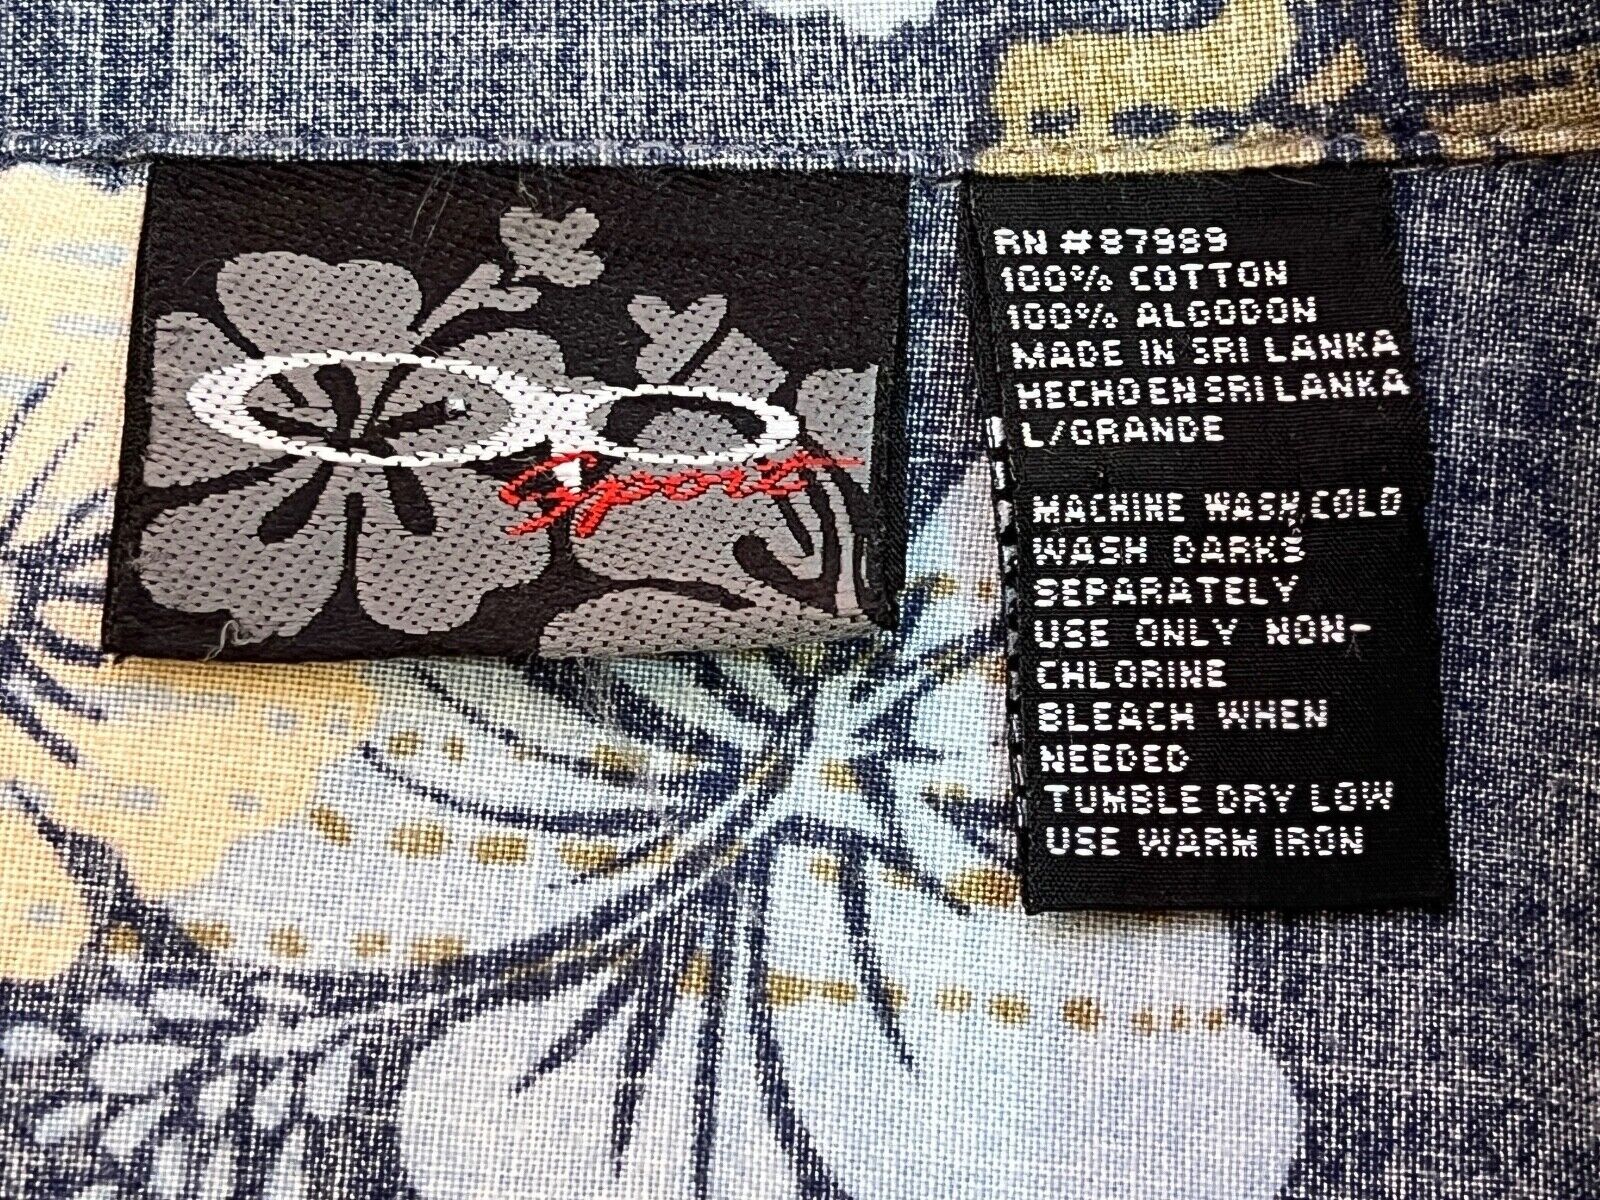 Sport
RN #87989
100% COTTON
100% ALGODON
MADE IN SRI LANKA
HECHO EN SRI LANKA
L/GRANDE
MACHINE WASH COLD
WASH DARKS
SEPARATELY
USE ONLY NON-
CHLORINE
BLEACH WHEN
NEEDED
TUMBLE DRY LOW
USE WARM IRON